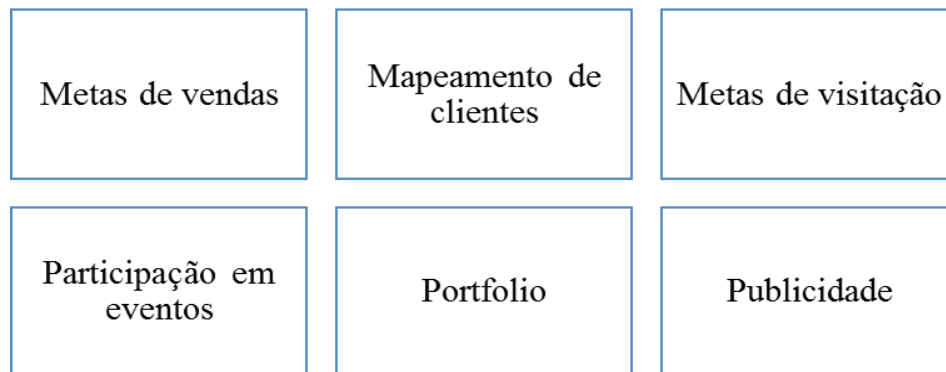 Metas de vendas
Mapeamento de
clientes
Metas de visitação
Participação em
eventos
Portfolio
Publicidade